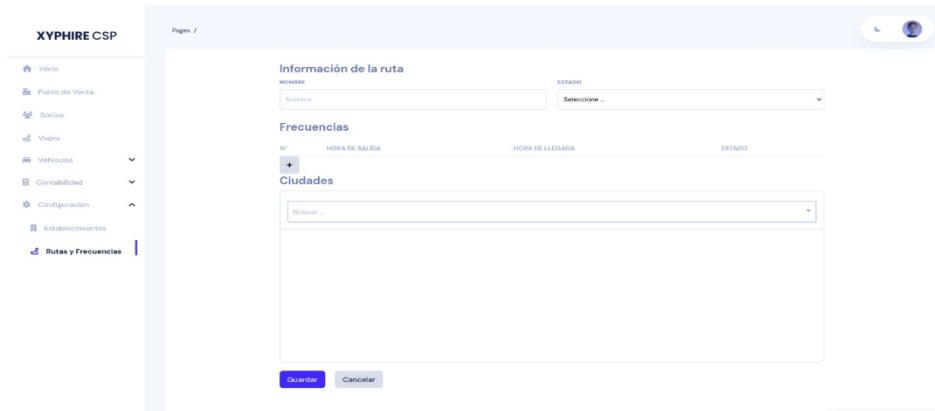 XYPHIRE CSP
Inicio
Punto de Venta
Socios
Viajes
Vehículos
Contabilidad
Configuración
Establecimientos
Rutas y Frecuencias
Pages /
Información de la ruta
NOMBRE ESTADO
Nombre Seleccione ...
Frecuencias
N° HORA DE SALIDA HORA DE LLEGADA ESTADO
+
Ciudades
Buscar ...
Guardar Cancelar